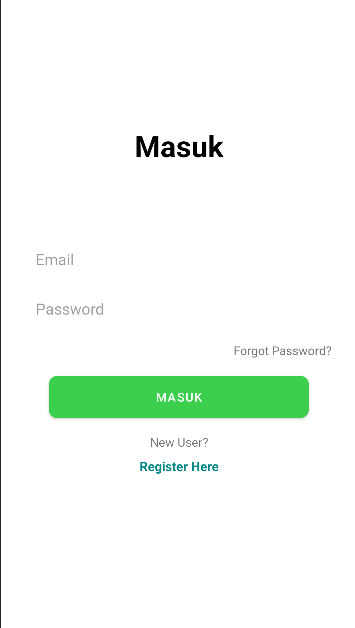 Masuk
Email
Password
Forgot Password?
MASUK
New User?
Register Here